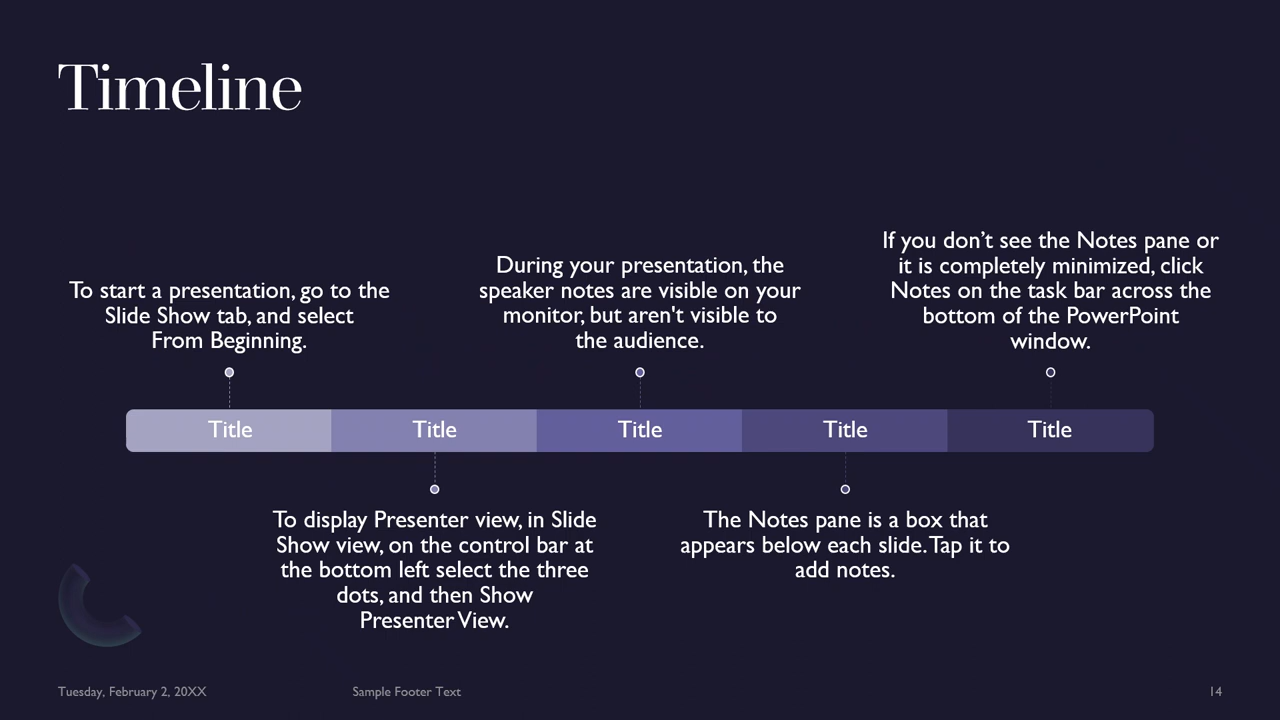 Timeline
To start a presentation, go to the
Slide Show tab, and select
From Beginning.
During your presentation, the
speaker notes are visible on your
monitor, but aren't visible to
the audience.
If you don’t see the Notes pane or
it is completely minimized, click
Notes on the task bar across the
bottom of the PowerPoint
window.
Title
Title
Title
Title
Title
To display Presenter view, in Slide
Show view, on the control bar at
the bottom left select the three
dots, and then Show
Presenter View.
The Notes pane is a box that
appears below each slide. Tap it to
add notes.
Tuesday, February 2, 20XX
Sample Footer Text
14